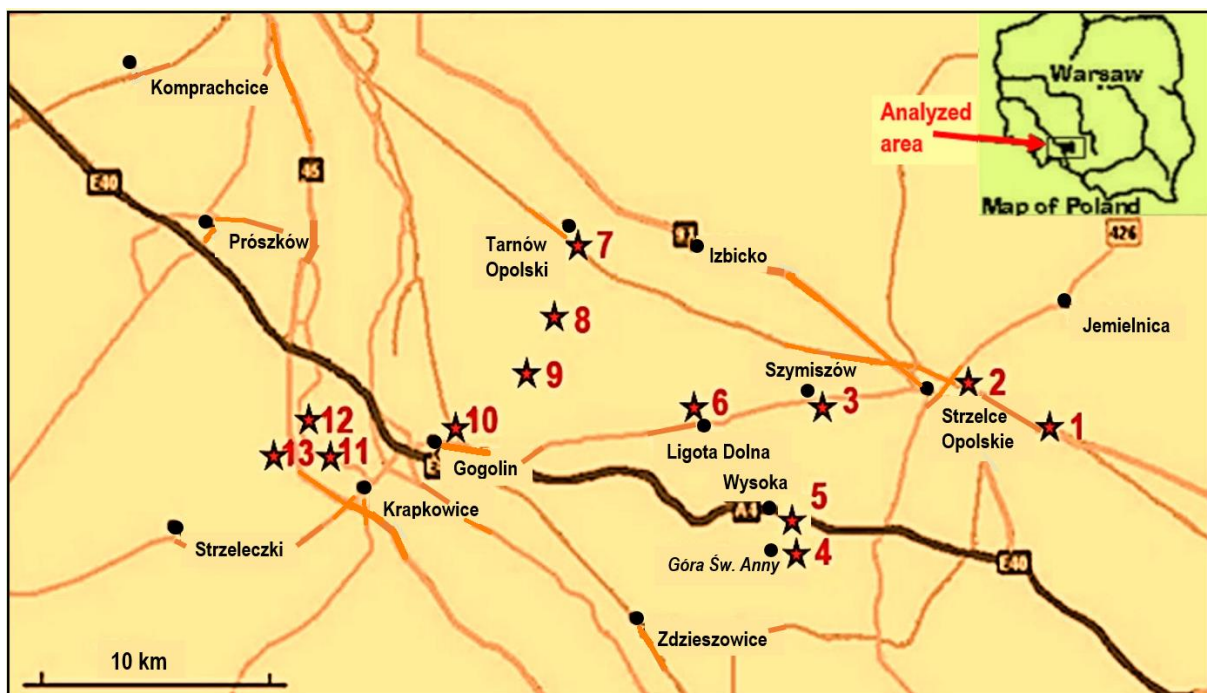 Komprachcice
Warsaw
Analyzed
area
Map of Poland
45
E40
426
Prószków
Tarnów
Opolski
7
Izbicko
8
Jemielnica
9
Szymiszów
2
6
3
Strzelce
Opolskie
1
12
10
13
11
Gogolin
Ligota Dolna
Krapkowice
Wysoka
5
A4
Strzeleczki
Góra Św. Anny
4
E40
Zdzieszowice
10 km